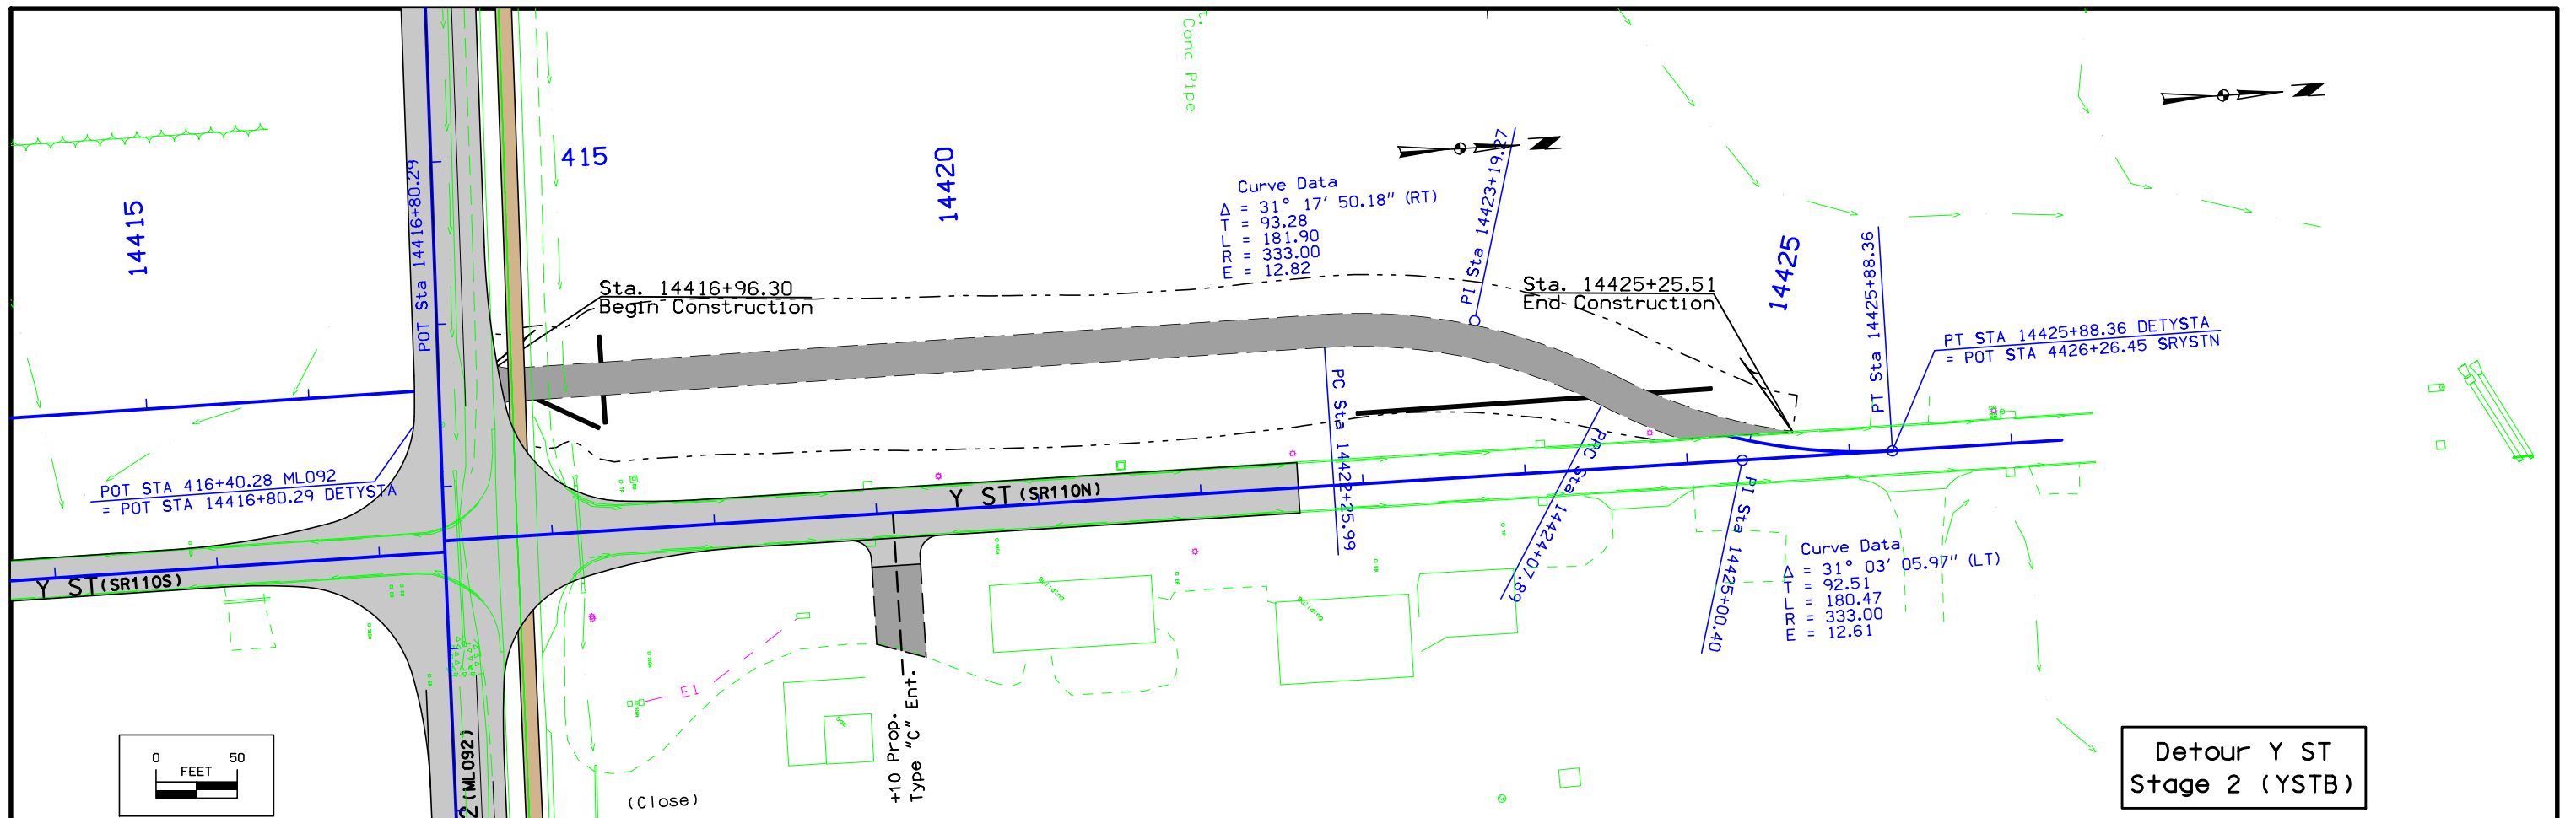 t. Conc Pipe
14415
POT Sta 14416+80.29
415
14420
Curve Data
Δ = 31° 17' 50.18" (RT)
T = 93.28
L = 181.90
R = 333.00
E = 12.82
PI Sta 14423+19.27
Sta. 14416+96.30
Begin Construction
Sta. 14425+25.51
End Construction
14425
PT Sta 14425+88.36
PT STA 14425+88.36 DETYSTA
= POT STA 4426+26.45 SRYSTN
PC Sta 14422+25.99
PRC Sta 14424+07.89
PI Sta 14425+00.40
POT STA 416+40.28 ML092
= POT STA 14416+80.29 DETYSTA
Y ST (SR110N)
Y ST (SR110S)
Curve Data
Δ = 31° 03' 05.97" (LT)
T = 92.51
L = 180.47
R = 333.00
E = 12.61
Building
Building
Gas
E1
+10 Prop.
Type "C" Ent.
2 (ML092)
(Close)
0 50
FEET
Detour Y ST
Stage 2 (YSTB)